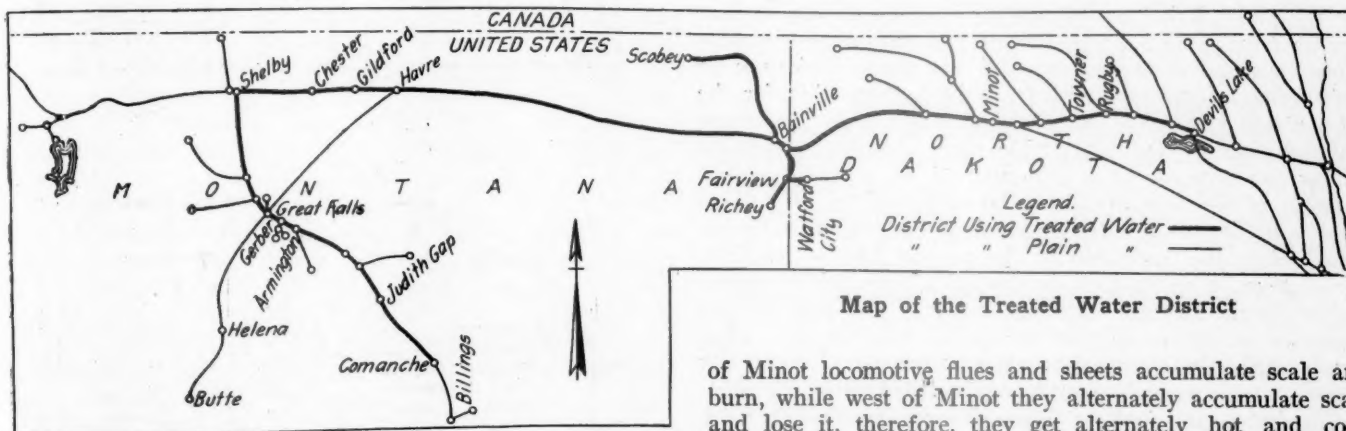 CANADA
UNITED STATES
Shelby
Chester
Gildford
Havre
Scobey
Bainville
Minot
Towner
Rugby
Devils Lake
NORTH
DAKOTA
MONTANA
Fairview
Richey
Watford
City
Great Falls
Gerber
Armington
Judith Gap
Helena
Butte
Comanche
Billings
Legend.
District Using Treated Water
" " Plain "
Map of the Treated Water District
of Minot locomotive flues and sheets accumulate scale
burn, while west of Minot they alternately accumulate
and lose it, therefore, they get alternately hot and